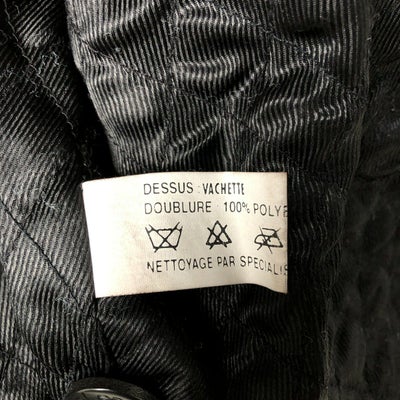 DESSUS : VACHETTE
DOUBLURE : 100% POLY
NETTOYAGE PAR SPECIALIS